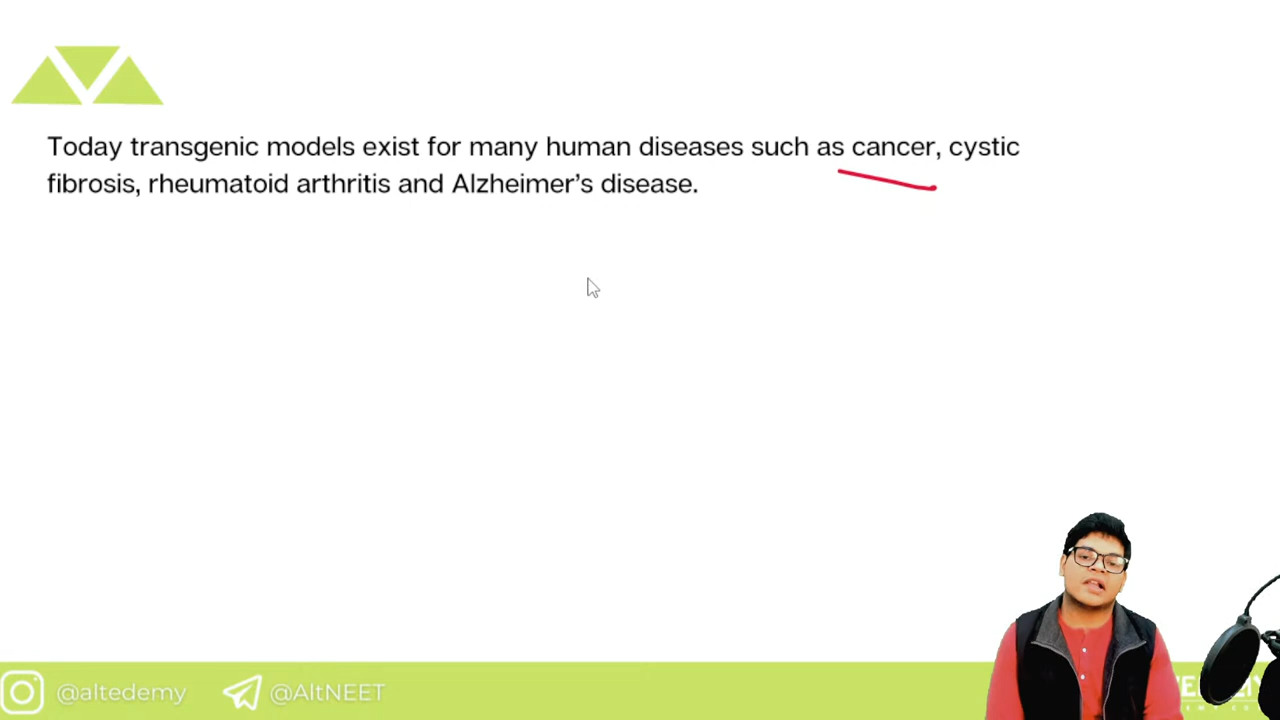 Today transgenic models exist for many human diseases such as cancer, cystic
fibrosis, rheumatoid arthritis and Alzheimer’s disease.
@altedemy
@AltNEET